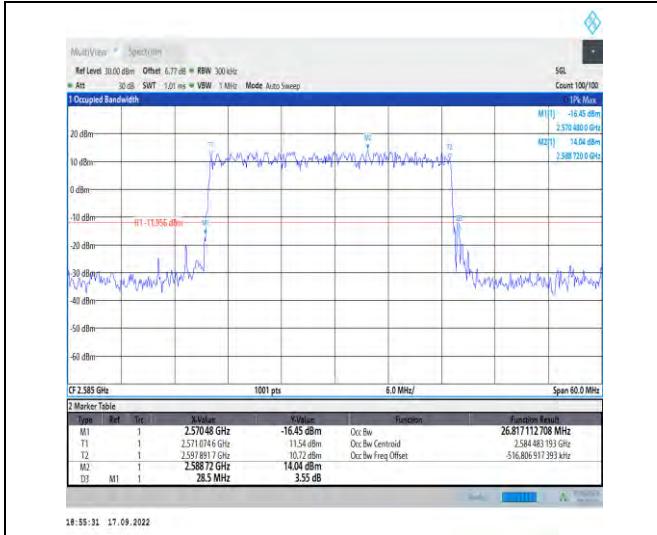 MultiView Spectrum
Ref Level 30.00 dBm Offset 6.77 dB RBW 300 kHz SGL
Att 30 dB SWT 1.01 ms VBW 1 MHz Mode Auto Sweep Count 100/100
1 Occupied Bandwidth 1Pk Max
M1[1] -16.45 dBm
2.570 480 0 GHz
20 dBm M2[1] 14.04 dBm
2.588 720 0 GHz
M2
T1 T2
10 dBm
0 dBm
-10 dBm
H1 -11.956 dBm
-20 dBm
-30 dBm
-40 dBm
-50 dBm
-60 dBm
CF 2.585 GHz 1001 pts 6.0 MHz/ Span 60.0 MHz
2 Marker Table
Type Ref Trc X-Value Y-Value Function Function Result
M1 1 2.57048 GHz -16.45 dBm Occ Bw 26.817 112 708 MHz
T1 1 2.571 074 6 GHz 11.54 dBm Occ Bw Centroid 2.584 483 193 GHz
T2 1 2.597 891 7 GHz 10.72 dBm Occ Bw Freq Offset -516.806 917 393 kHz
M2 1 2.58872 GHz 14.04 dBm
D3 M1 1 28.5 MHz 3.55 dB
18:55:31 17.09.2022